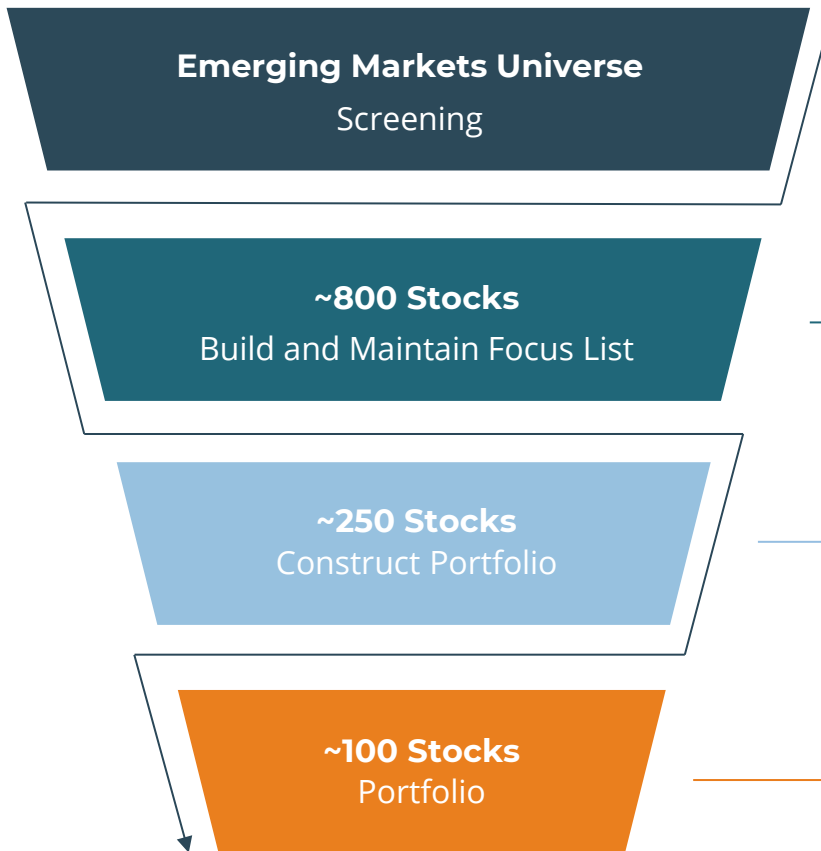 Emerging Markets Universe
Screening
~800 Stocks
Build and Maintain Focus List
~250 Stocks
Construct Portfolio
~100 Stocks
Portfolio